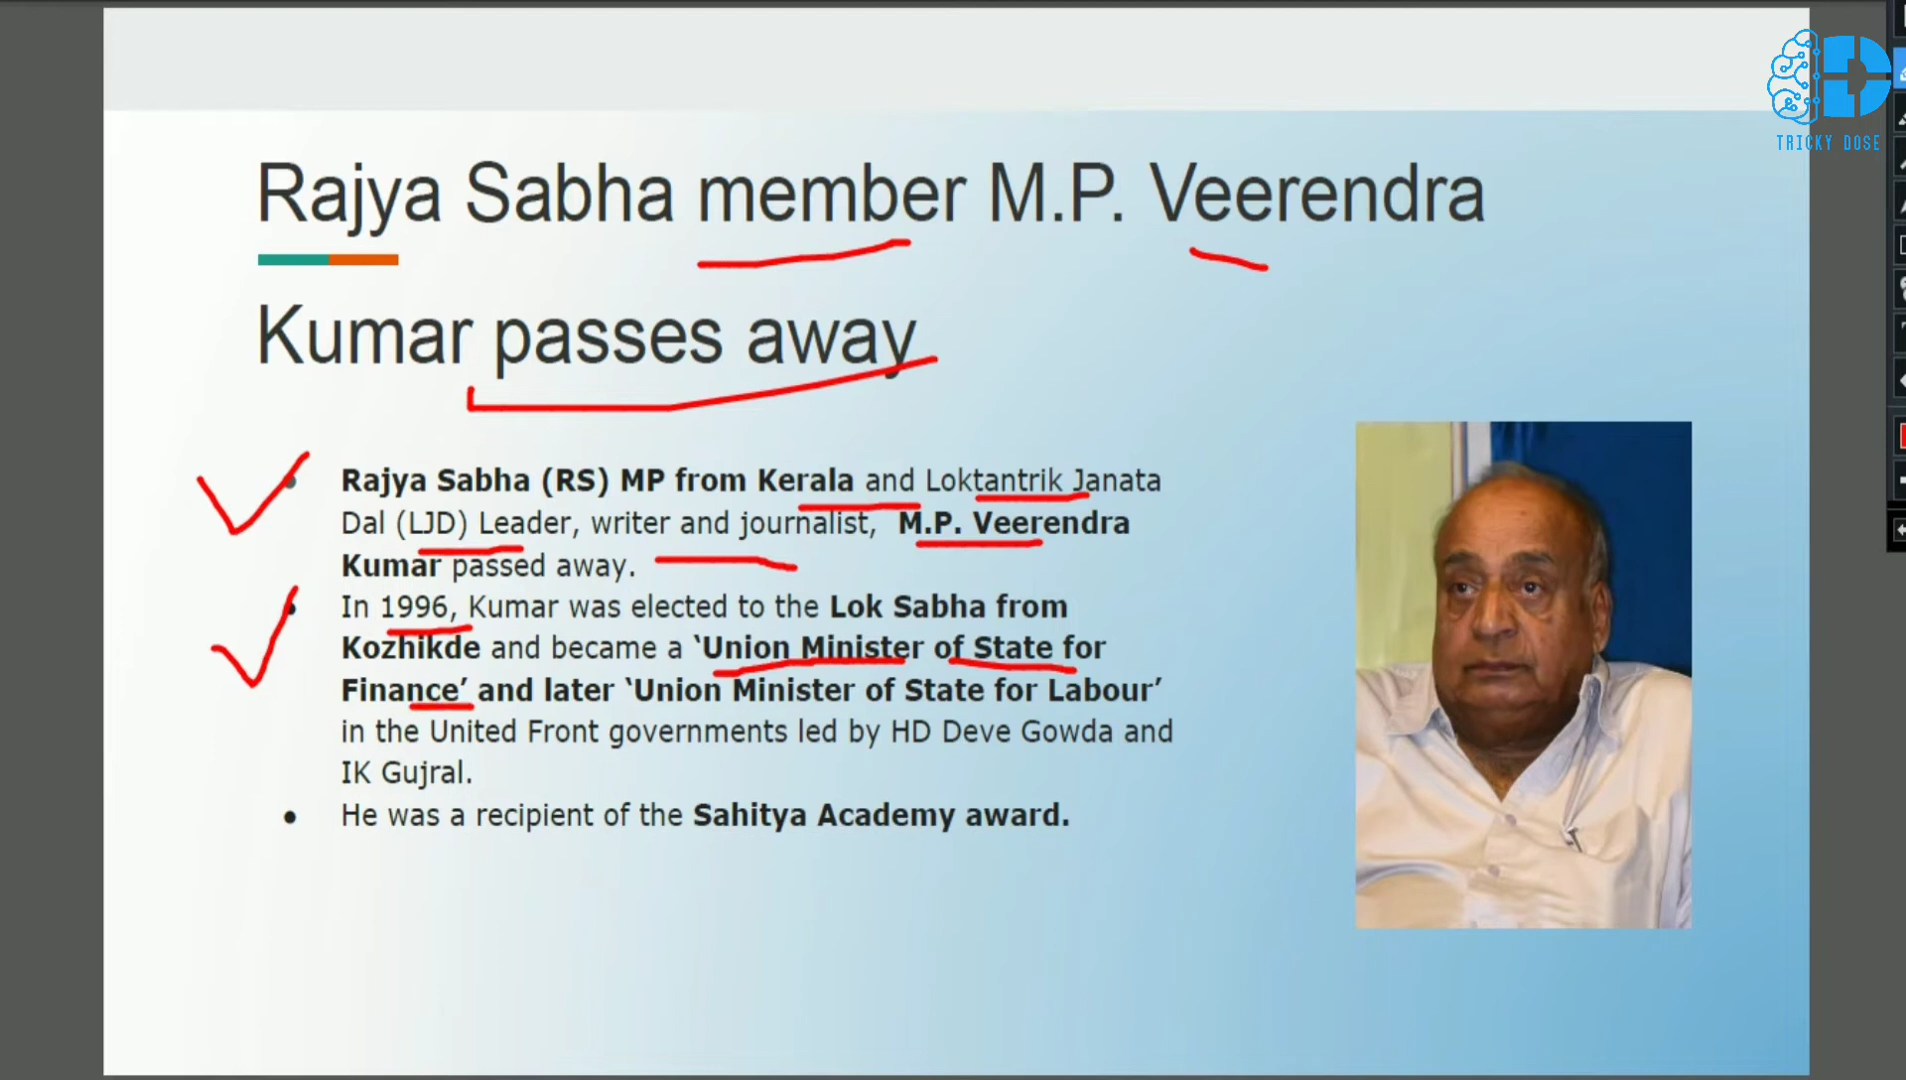 TRICKY DOSE
Rajya Sabha member M.P. Veerendra
Kumar passes away
Rajya Sabha (RS) MP from Kerala and Loktantrik Janata
Dal (LJD) Leader, writer and journalist, M.P. Veerendra
Kumar passed away.
In 1996, Kumar was elected to the Lok Sabha from
Kozhikde and became a ‘Union Minister of State for
Finance’ and later ‘Union Minister of State for Labour’
in the United Front governments led by HD Deve Gowda and
IK Gujral.
He was a recipient of the Sahitya Academy award.